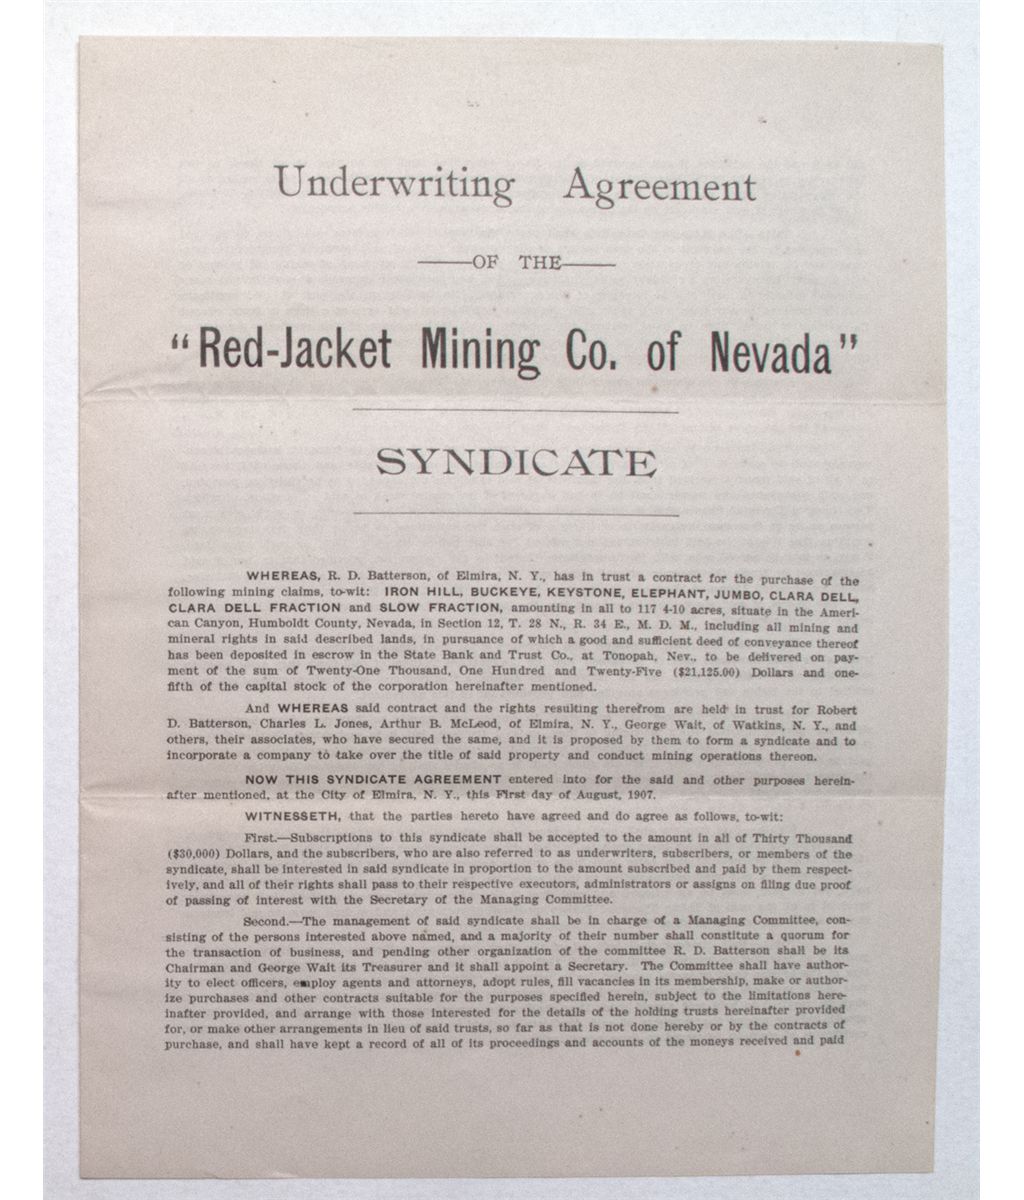 Underwriting Agreement
——OF THE——
“Red-Jacket Mining Co. of Nevada”
SYNDICATE
WHEREAS, R. D. Batterson, of Elmira, N. Y., has in trust a contract for the purchase of the
following mining claims, to-wit: IRON HILL, BUCKEYE, KEYSTONE, ELEPHANT, JUMBO, CLARA DELL,
CLARA DELL FRACTION and SLOW FRACTION, amounting in all to 117 4-10 acres, situate in the Ameri-
can Canyon, Humboldt County, Nevada, in Section 12, T. 28 N., R. 34 E., M. D. M., including all mining and
mineral rights in said described lands, in pursuance of which a good and sufficient deed of conveyance thereof
has been deposited in escrow in the State Bank and Trust Co., at Tonopah, Nev., to be delivered on pay-
ment of the sum of Twenty-One Thousand, One Hundred and Twenty-Five ($21,125.00) Dollars and one-
fifth of the capital stock of the corporation hereinafter mentioned.
And WHEREAS said contract and the rights resulting therefrom are held in trust for Robert
D. Batterson, Charles L. Jones, Arthur B. McLeod, of Elmira, N. Y., George Wait, of Watkins, N. Y., and
others, their associates, who have secured the same, and it is proposed by them to form a syndicate and to
incorporate a company to take over the title of said property and conduct mining operations thereon.
NOW THIS SYNDICATE AGREEMENT entered into for the said and other purposes herein-
after mentioned, at the City of Elmira, N. Y., this First day of August, 1907.
WITNESSETH, that the parties hereto have agreed and do agree as follows, to-wit:
First.—Subscriptions to this syndicate shall be accepted to the amount in all of Thirty Thousand
($30,000) Dollars, and the subscribers, who are also referred to as underwriters, subscribers, or members of the
syndicate, shall be interested in said syndicate in proportion to the amount subscribed and paid by them respect-
ively, and all of their rights shall pass to their respective executors, administrators or assigns on filing due proof
of passing of interest with the Secretary of the Managing Committee.
Second.—The management of said syndicate shall be in charge of a Managing Committee, con-
sisting of the persons interested above named, and a majority of their number shall constitute a quorum for
the transaction of business, and pending other organization of the committee R. D. Batterson shall be its
Chairman and George Wait its Treasurer and it shall appoint a Secretary. The Committee shall have author-
ity to elect officers, employ agents and attorneys, adopt rules, fill vacancies in its membership, make or author-
ize purchases and other contracts suitable for the purposes specified herein, subject to the limitations here-
inafter provided, and arrange with those interested for the details of the holding trusts hereinafter provided
for, or make other arrangements in lieu of said trusts, so far as that is not done hereby or by the contracts of
purchase, and shall have kept a record of all of its proceedings and accounts of the moneys received and paid